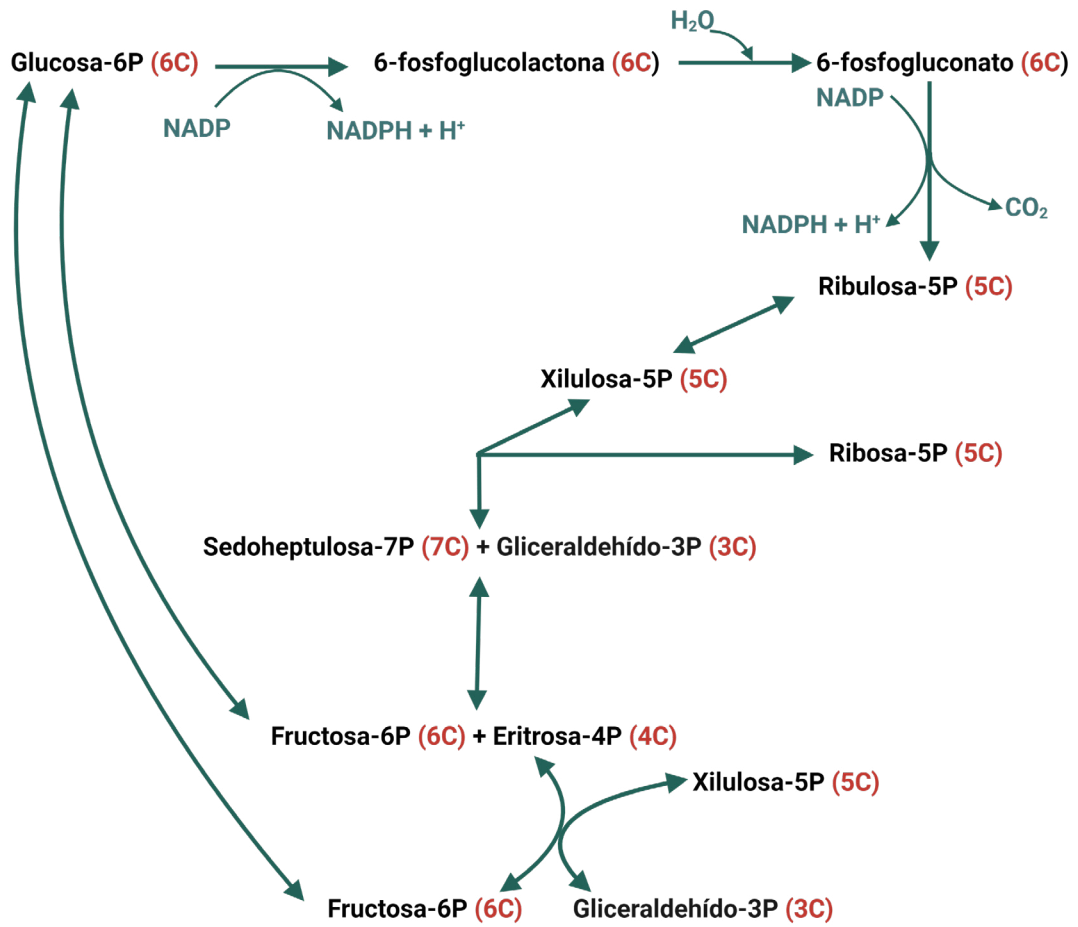 H₂O
Glucosa-6P (6C)
6-fosfoglucolactona (6C)
6-fosfogluconato (6C)
NADP
NADPH + H⁺
NADP
NADPH + H⁺
CO₂
Ribulosa-5P (5C)
Xilulosa-5P (5C)
Ribosa-5P (5C)
Sedoheptulosa-7P (7C) + Gliceraldehído-3P (3C)
Fructosa-6P (6C) + Eritrosa-4P (4C)
Xilulosa-5P (5C)
Fructosa-6P (6C)
Gliceraldehído-3P (3C)